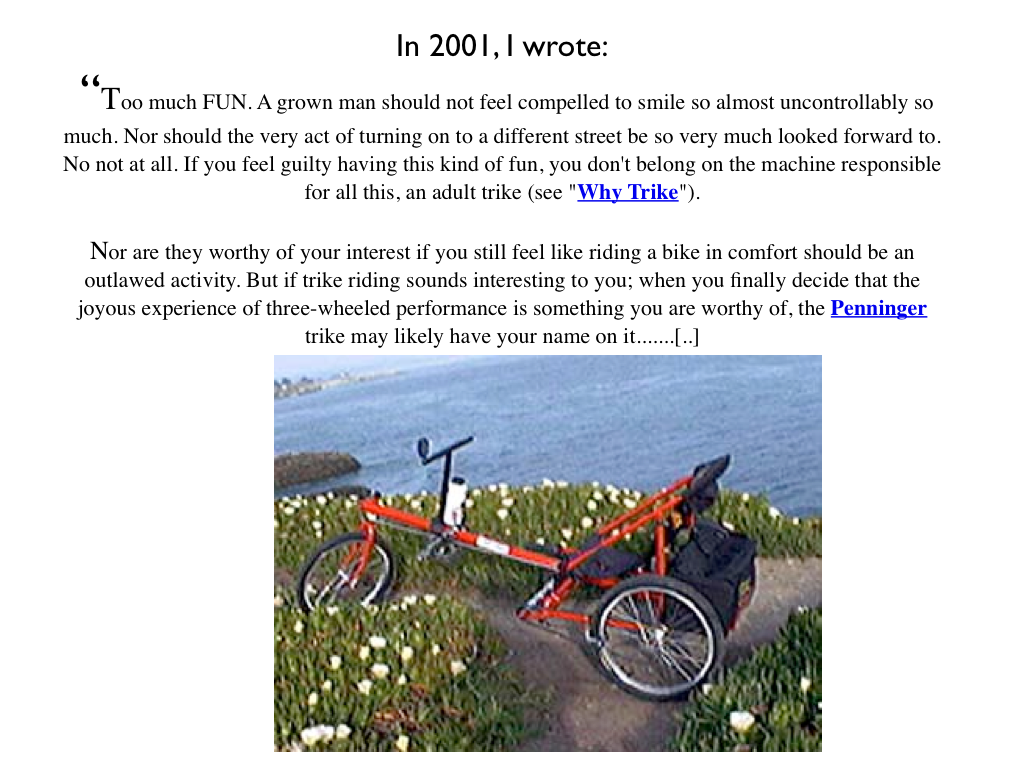 In 2001, I wrote:
“Too much FUN. A grown man should not feel compelled to smile so almost uncontrollably so
much. Nor should the very act of turning on to a different street be so very much looked forward to.
No not at all. If you feel guilty having this kind of fun, you don't belong on the machine responsible
for all this, an adult trike (see "Why Trike").
Nor are they worthy of your interest if you still feel like riding a bike in comfort should be an
outlawed activity. But if trike riding sounds interesting to you; when you finally decide that the
joyous experience of three-wheeled performance is something you are worthy of, the Penninger
trike may likely have your name on it.......[..]